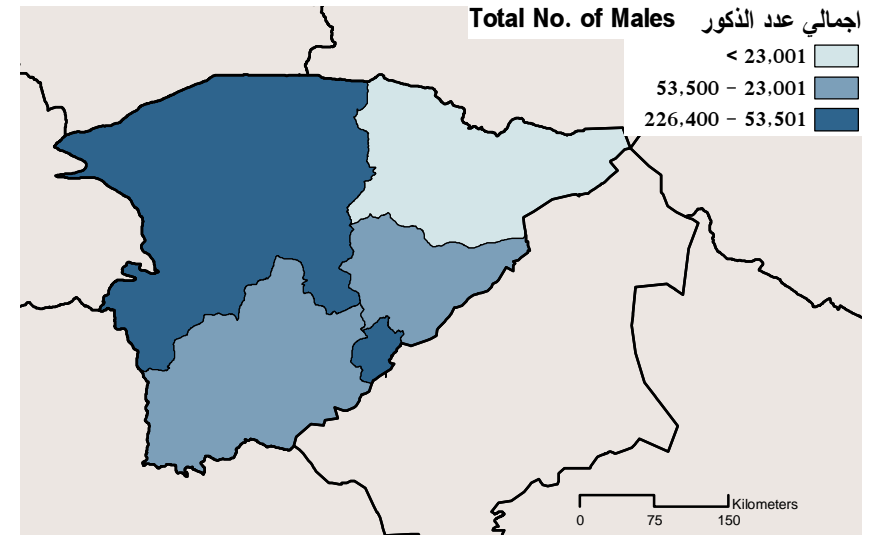 Total No. of Males اجمالي عدد الذكور
< 23,001
53,500 - 23,001
226,400 - 53,501
Kilometers
0 75 150